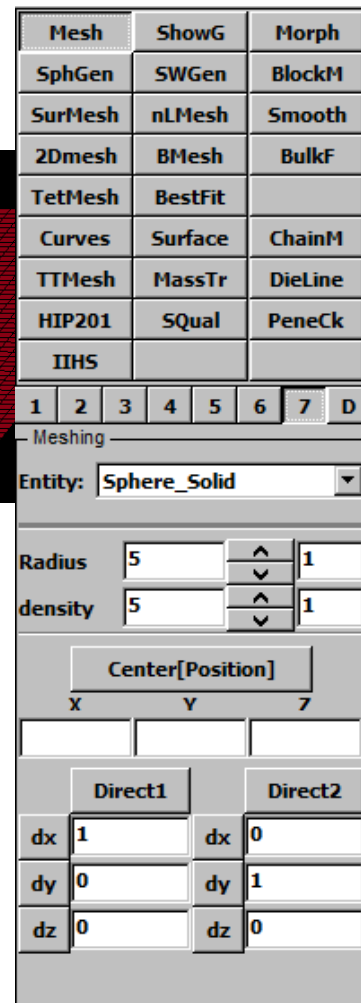 Mesh ShowG Morph
SphGen SWGen BlockM
SurMesh nLMesh Smooth
2Dmesh BMesh BulkF
TetMesh BestFit
Curves Surface ChainM
TTMesh MassTr DieLine
HIP201 SQual PeneCk
IIHS
1 2 3 4 5 6 7 D
Meshing
Entity: Sphere_Solid
Radius 5 1
density 5 1
Center[Position]
X Y Z
Direct1 Direct2
dx 1 dx 0
dy 0 dy 1
dz 0 dz 0